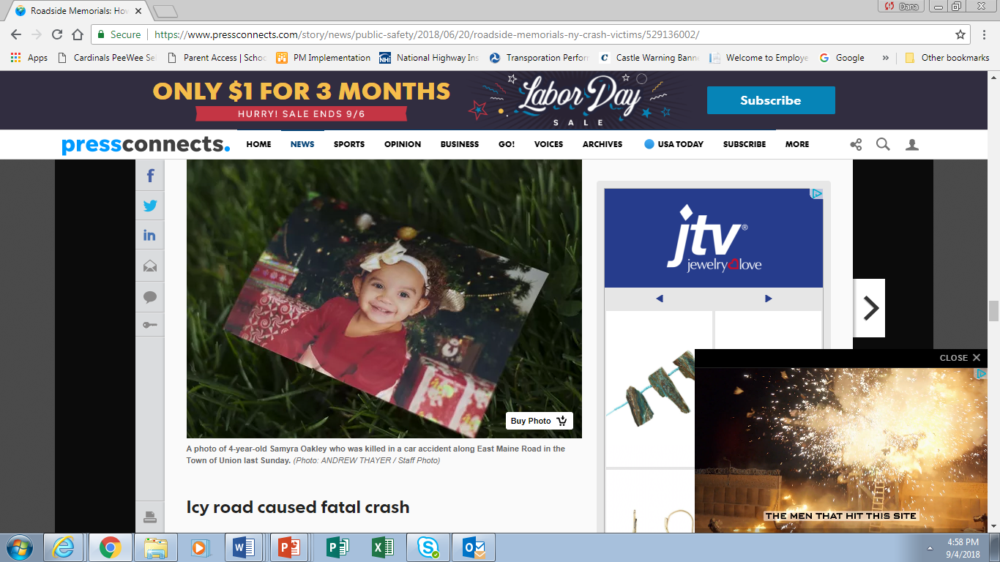 Roadside Memorials: Hov
Dana
Secure
https://www.pressconnects.com/story/news/public-safety/2018/06/20/roadside-memorials-ny-crash-victims/529136002/
Apps
Cardinals PeeWee Sel
Parent Access | Schoo
PM Implementation
NHI
National Highway Ins
Transporation Perfor
C
Castle Warning Bann
Welcome to Employe
G
Google
»
Other bookmarks
ONLY $1 FOR 3 MONTHS
HURRY! SALE ENDS 9/6
Labor Day
SALE
Subscribe
pressconnects.
HOME
NEWS
SPORTS
OPINION
BUSINESS
GO!
VOICES
ARCHIVES
USA TODAY
SUBSCRIBE
MORE
f
in
jtv®
jewelry love
Buy Photo
A photo of 4-year-old Samyra Oakley who was killed in a car accident along East Maine Road in the
Town of Union last Sunday. (Photo: ANDREW THAYER / Staff Photo)
CLOSE X
THE MEN THAT HIT THIS SITE
Icy road caused fatal crash
4:58 PM
9/4/2018